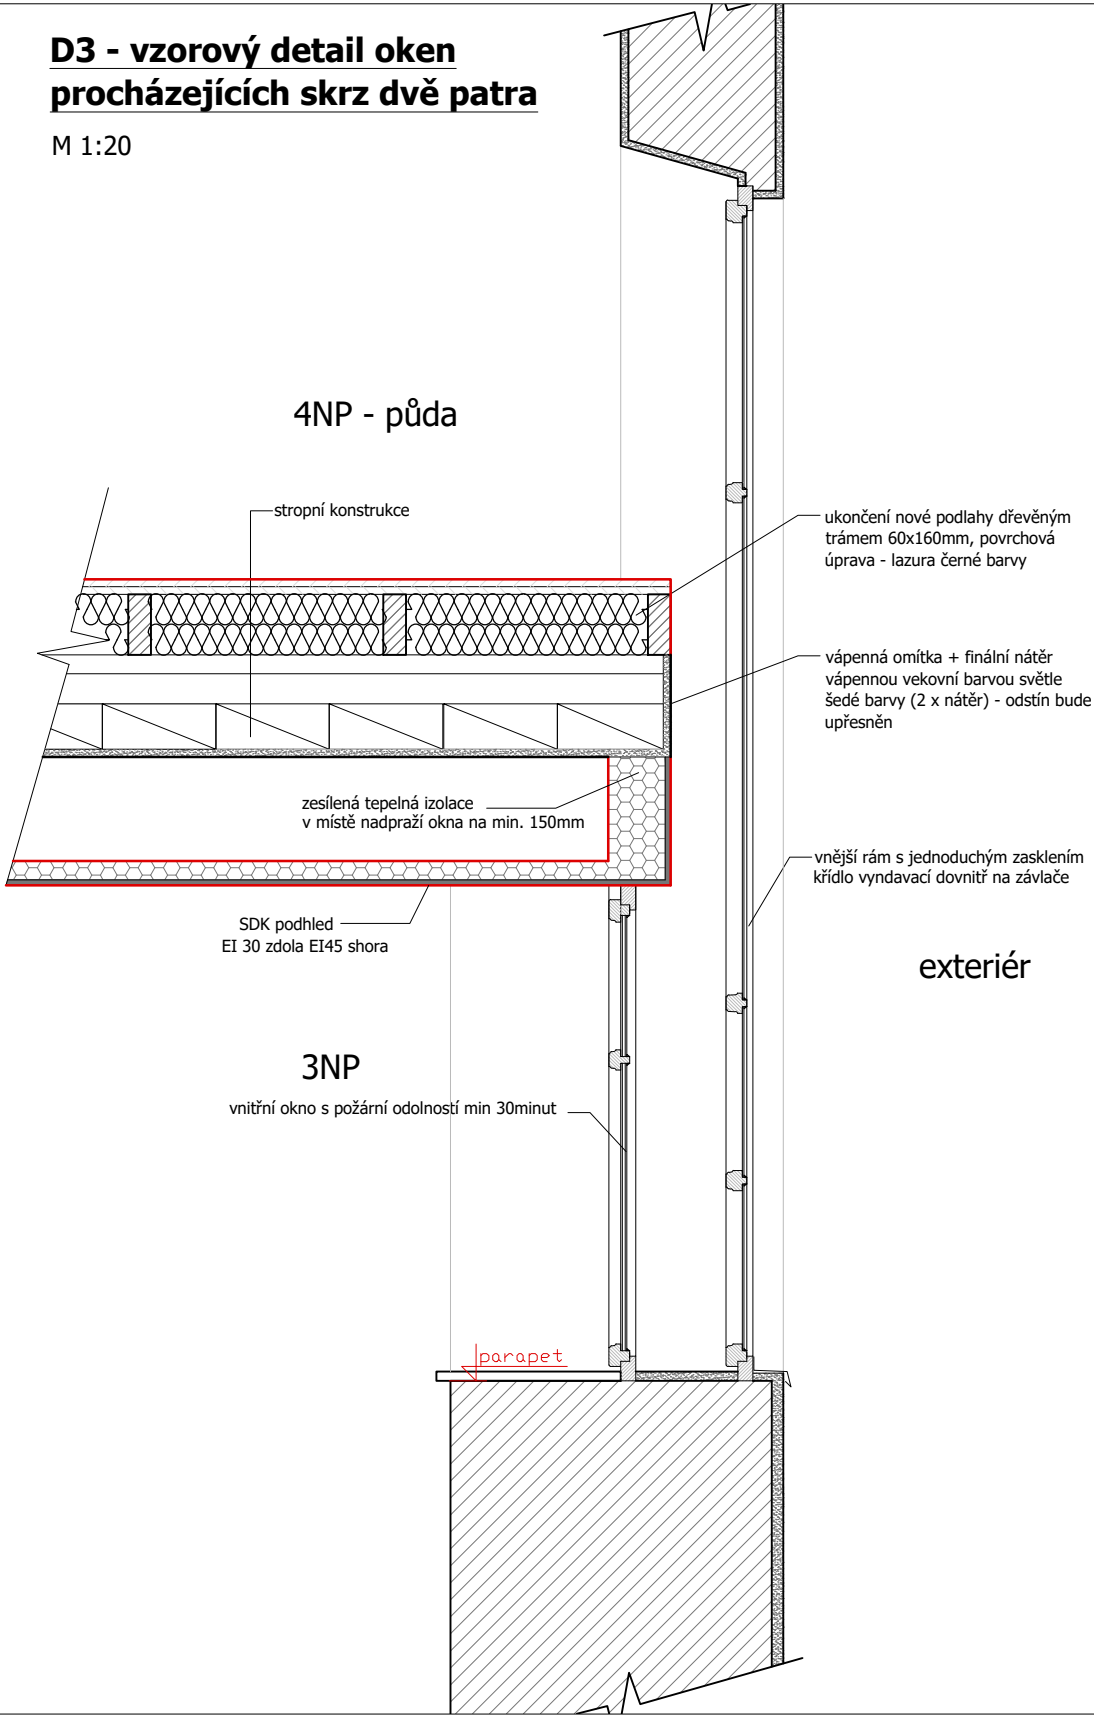 D3 - vzorový detail oken
procházejících skrz dvě patra
M 1:20
4NP - půda
stropní konstrukce
ukončení nové podlahy dřevěným
trámem 60x160mm, povrchová
úprava - lazura černé barvy
vápenná omítka + finální nátěr
vápennou vekovní barvou světle
šedé barvy (2 x nátěr) - odstín bude
upřesněn
zesílená tepelná izolace
v místě nadpraží okna na min. 150mm
vnější rám s jednoduchým zasklením
křídlo vyndavací dovnitř na závlače
SDK podhled
EI 30 zdola EI45 shora
exteriér
3NP
vnitřní okno s požární odolností min 30minut
parapet